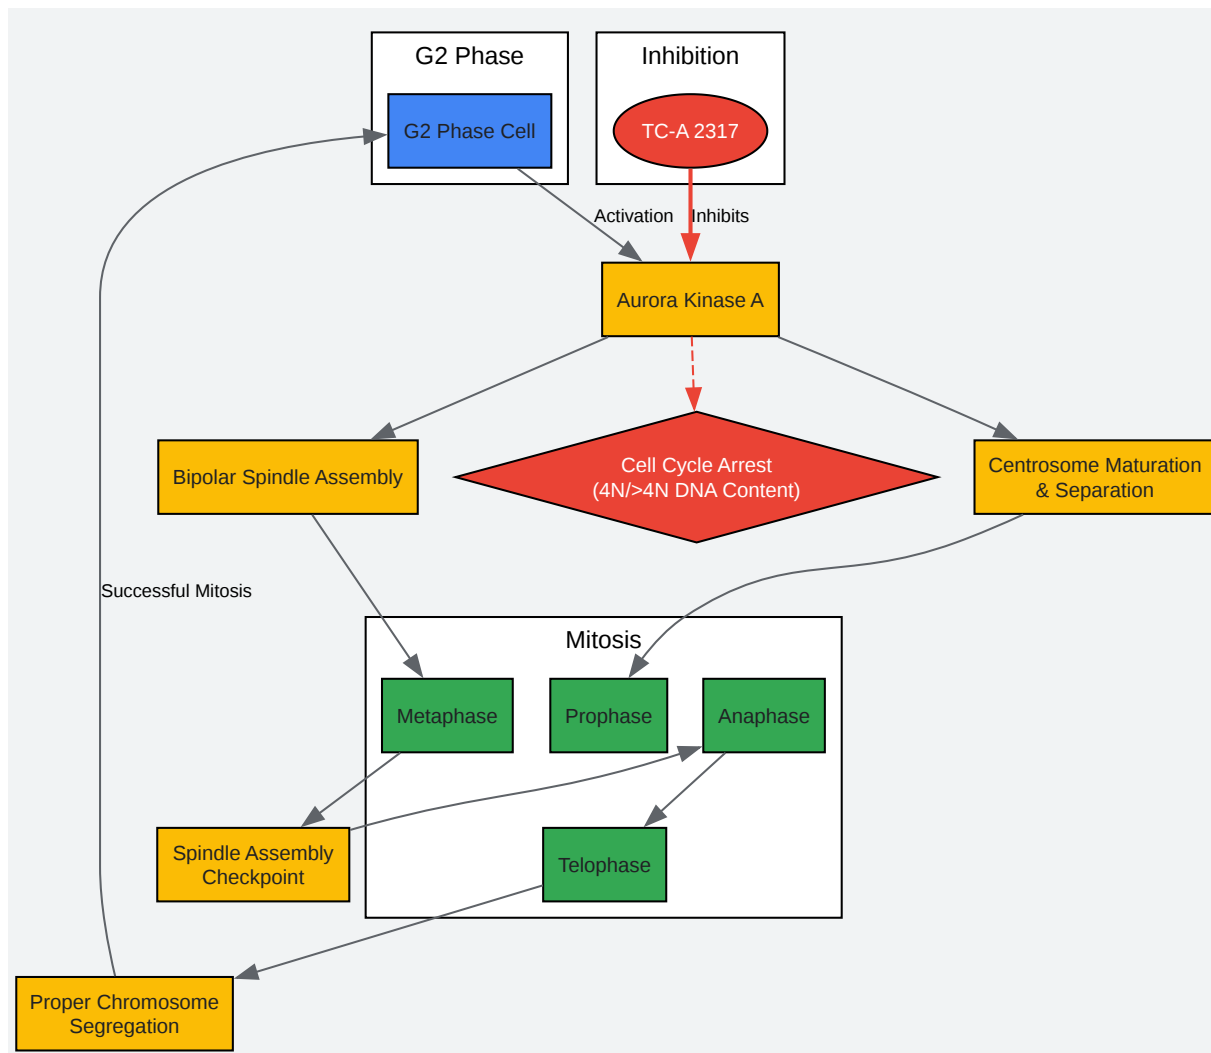 G2 Phase
Inhibition
G2 Phase Cell
TC-A 2317
Activation
Inhibits
Aurora Kinase A
Bipolar Spindle Assembly
Cell Cycle Arrest
(4N/>4N DNA Content)
Centrosome Maturation
& Separation
Successful Mitosis
Mitosis
Metaphase
Prophase
Anaphase
Spindle Assembly
Checkpoint
Telophase
Proper Chromosome
Segregation